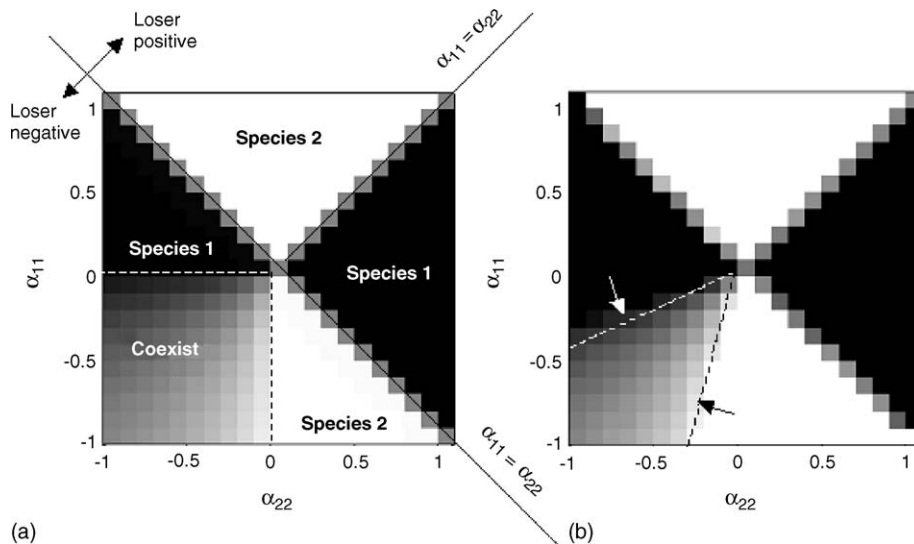 Loser
positive
Loser
negative
α11 = α22
Species 2
Species 1
Species 1
Coexist
Species 2
α11 = α22
1
0.5
0
-0.5
-1
α11
-1 -0.5 0 0.5 1
α22
(a)
1
0.5
0
-0.5
-1
-1 -0.5 0 0.5 1
α22
(b)